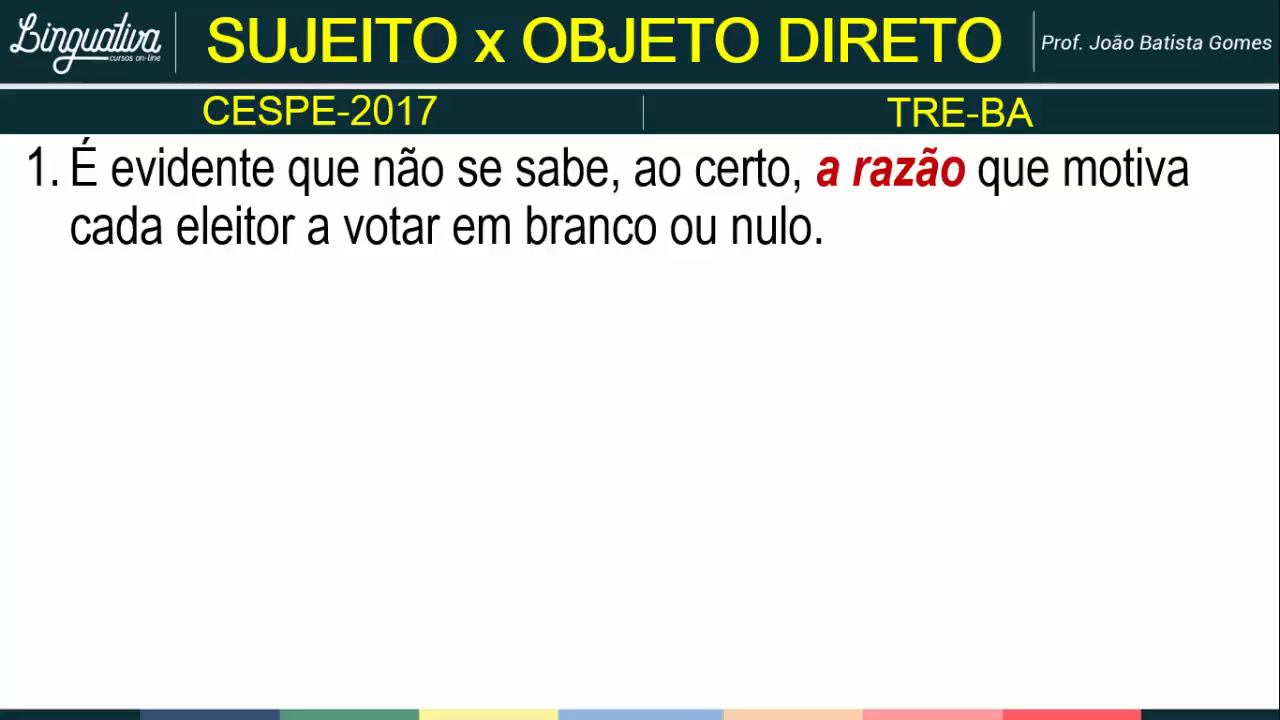 Linguativa
cursos on-line
SUJEITO x OBJETO DIRETO
Prof. João Batista Gomes
CESPE-2017
TRE-BA
1. É evidente que não se sabe, ao certo, a razão que motiva
cada eleitor a votar em branco ou nulo.